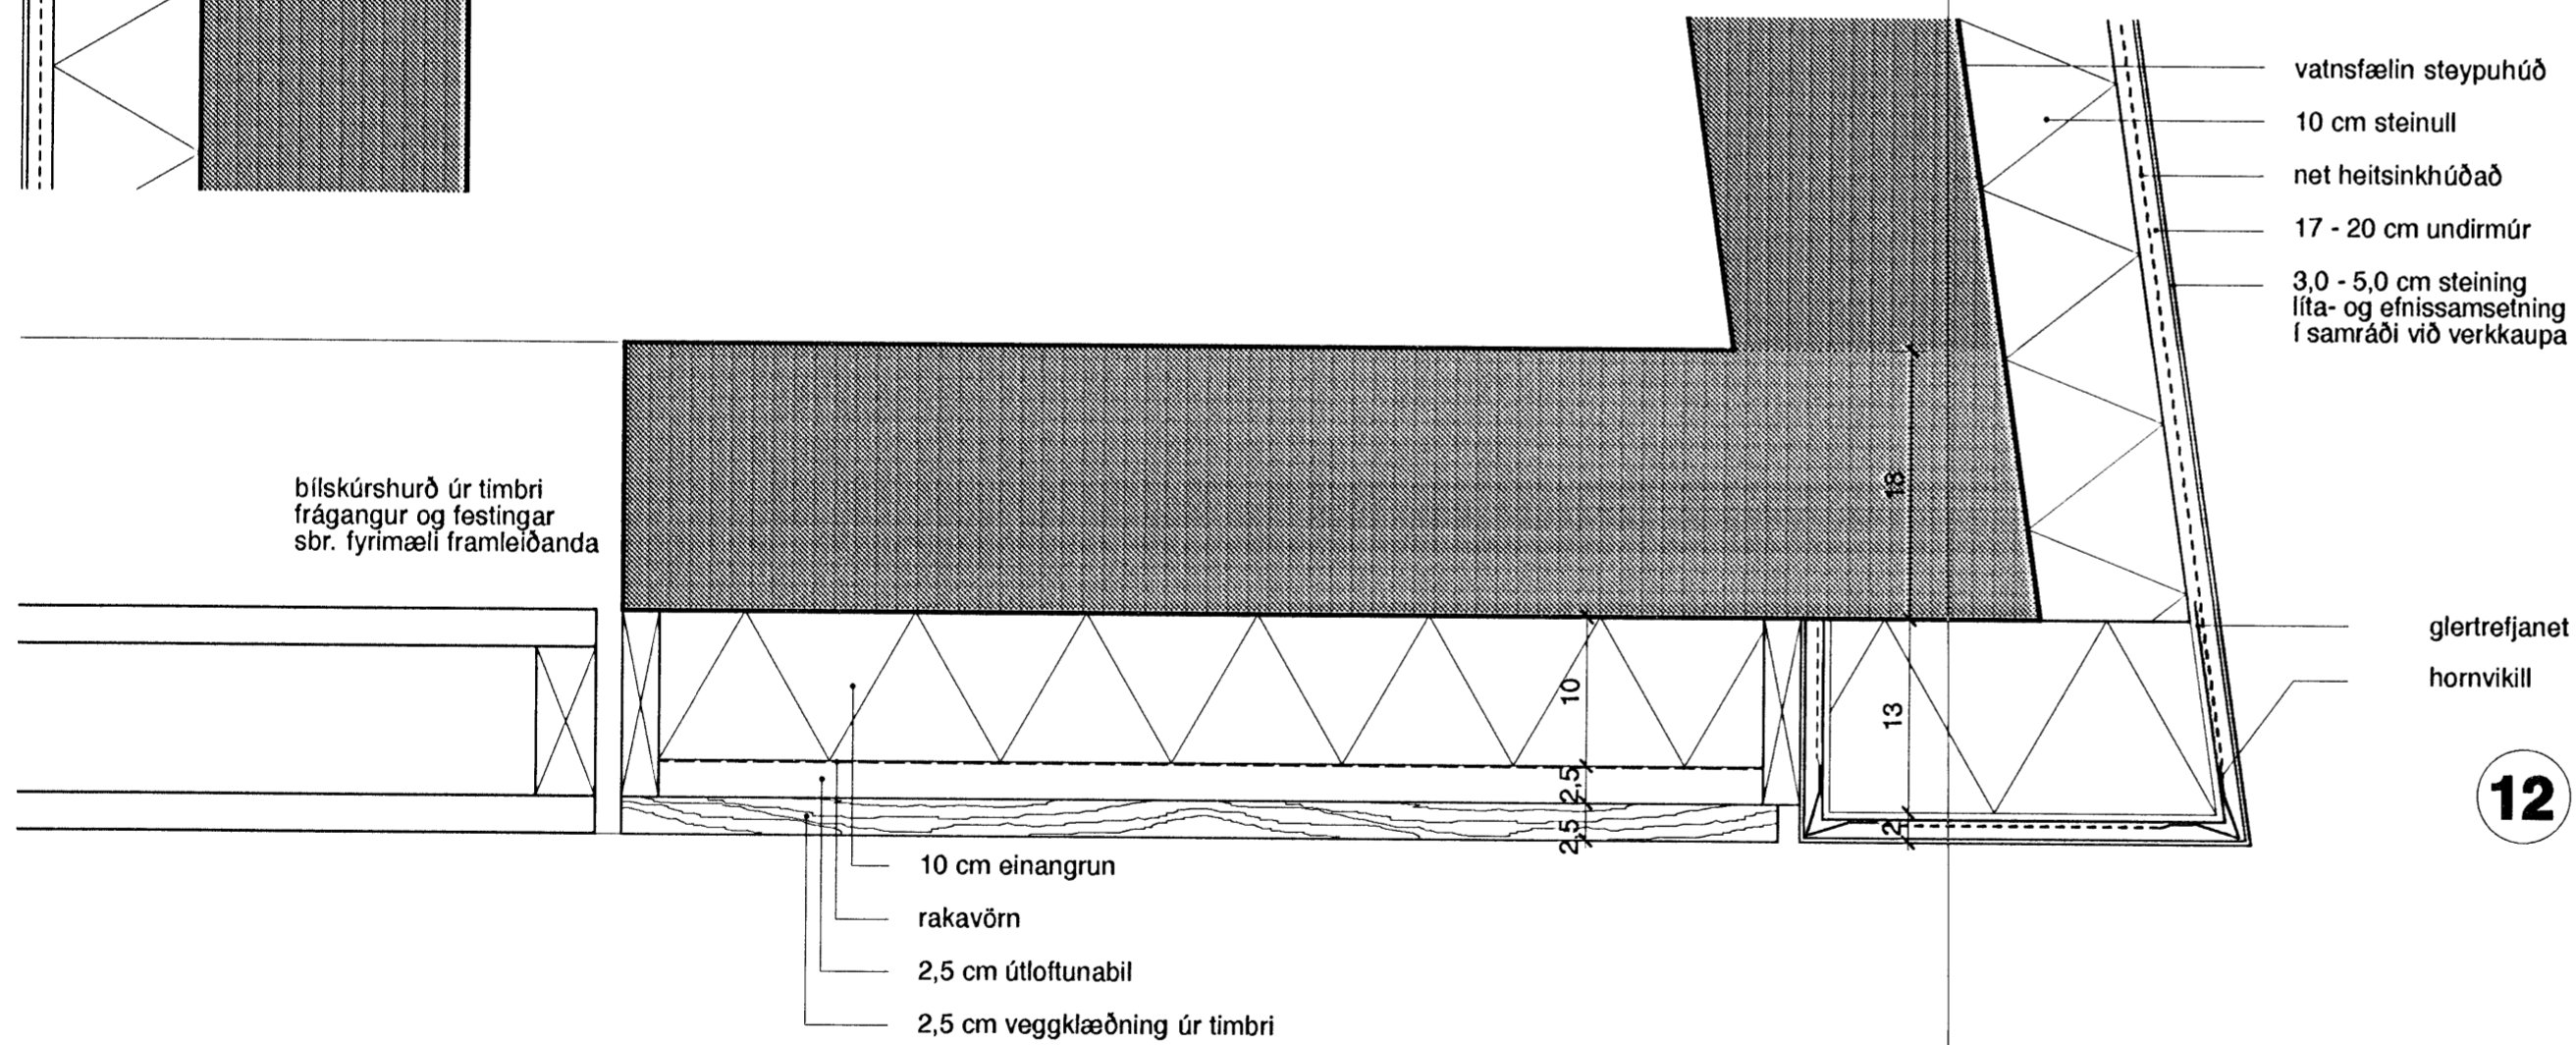 vatnsfælin steypuhúð
10 cm steinull
net heitsinkhúðað
17 - 20 cm undirmúr
3,0 - 5,0 cm steining
líta- og efnissamsetning
í samráði við verkkaupa
bílskúrshurð úr timbri
frágangur og festingar
sbr. fyrimæli framleiðanda
18
glertrefjanet
hornvikill
10
13
2,5
2,5
2
12
10 cm einangrun
rakavörn
2,5 cm útloftunabil
2,5 cm veggklæðning úr timbri